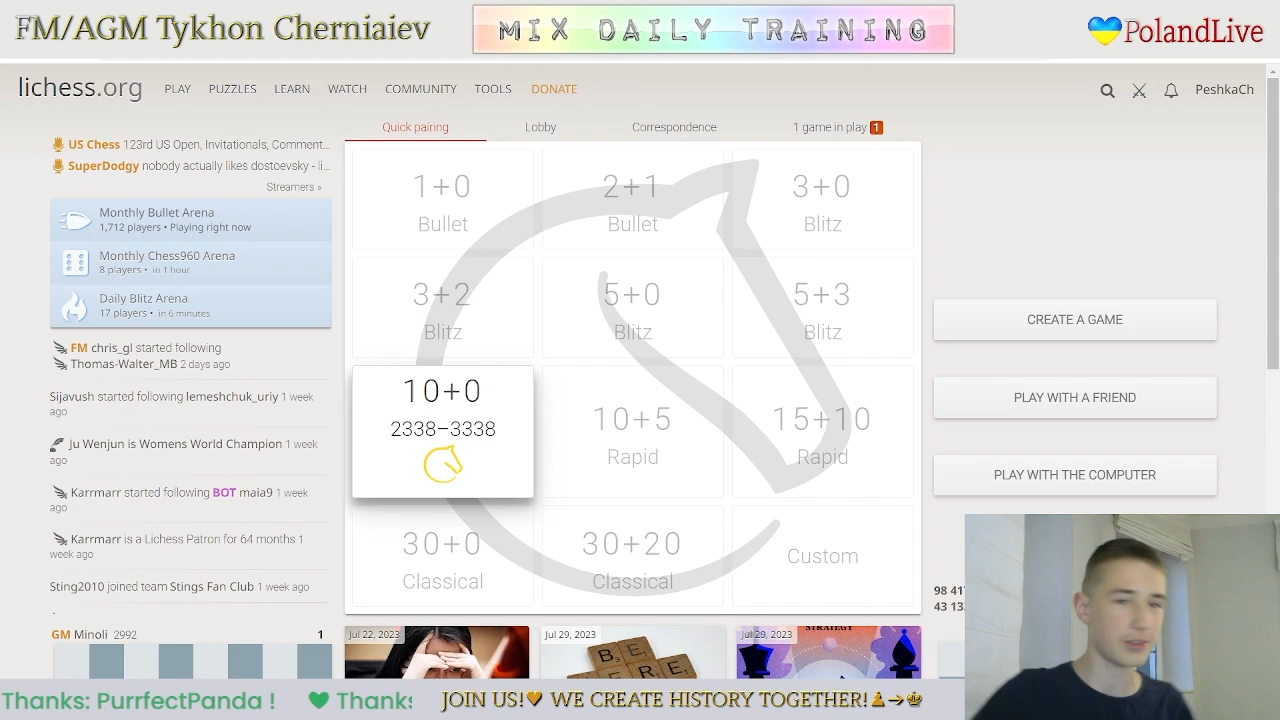 FM/AGM Tykhon Cherniaiev
MIX DAILY TRAINING
PolandLive
lichess.org PLAY PUZZLES LEARN WATCH COMMUNITY TOOLS DONATE PeshkaCh
Quick pairing Lobby Correspondence 1 game in play 1
US Chess 123rd US Open, Invitationals, Comment...
SuperDodgy nobody actually likes dostoevsky - li...
Streamers »
Monthly Bullet Arena
1,712 players • Playing right now
Monthly Chess960 Arena
8 players • in 1 hour
Daily Blitz Arena
17 players • in 6 minutes
FM chris_gl started following
Thomas-Walter_MB 2 days ago
Sijavush started following lemeshchuk_uriy 1 week
ago
Ju Wenjun is Womens World Champion 1 week
ago
Karrmarr started following BOT maia9 1 week
ago
Karrmarr is a Lichess Patron for 64 months 1
week ago
Sting2010 joined team Stings Fan Club 1 week ago
GM Minoli 2992 1
1+0
Bullet
2+1
Bullet
3+0
Blitz
3+2
Blitz
5+0
Blitz
5+3
Blitz
10+0
2338–3338
10+5
Rapid
15+10
Rapid
30+0
Classical
30+20
Classical
Custom
CREATE A GAME
PLAY WITH A FRIEND
PLAY WITH THE COMPUTER
98 41
43 13
Jul 22, 2023
Jul 29, 2023
BE
RE
Jul 29, 2023
STRATEGY
Thanks: PurrfectPanda ! Thanks
JOIN US! WE CREATE HISTORY TOGETHER!